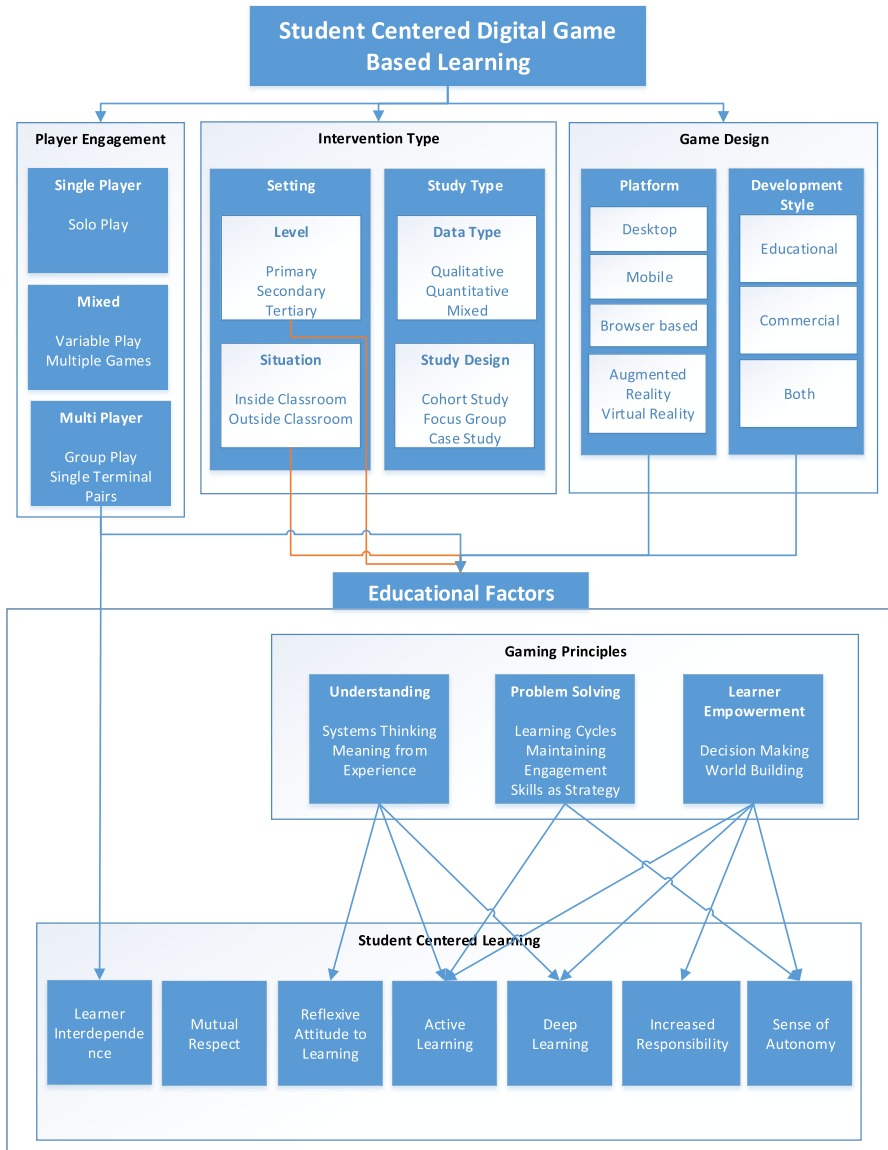 Student Centered Digital Game
Based Learning
Player Engagement
Single Player
Solo Play
Mixed
Variable Play
Multiple Games
Multi Player
Group Play
Single Terminal
Pairs
Intervention Type
Setting
Level
Primary
Secondary
Tertiary
Situation
Inside Classroom
Outside Classroom
Study Type
Data Type
Qualitative
Quantitative
Mixed
Study Design
Cohort Study
Focus Group
Case Study
Game Design
Platform
Desktop
Mobile
Browser based
Augmented
Reality
Virtual Reality
Development
Style
Educational
Commercial
Both
Educational Factors
Gaming Principles
Understanding
Systems Thinking
Meaning from
Experience
Problem Solving
Learning Cycles
Maintaining
Engagement
Skills as Strategy
Learner
Empowerment
Decision Making
World Building
Student Centered Learning
Learner
Interdepende
nce
Mutual
Respect
Reflexive
Attitude to
Learning
Active
Learning
Deep
Learning
Increased
Responsibility
Sense of
Autonomy